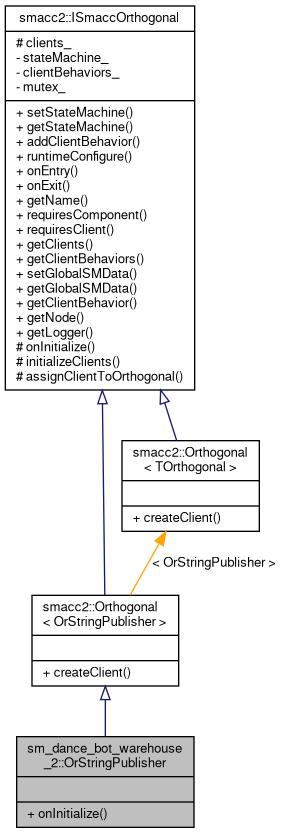 smacc2::ISmaccOrthogonal
# clients_
- stateMachine_
- clientBehaviors_
- mutex_
+ setStateMachine()
+ getStateMachine()
+ addClientBehavior()
+ runtimeConfigure()
+ onEntry()
+ onExit()
+ getName()
+ requiresComponent()
+ requiresClient()
+ getClients()
+ getClientBehaviors()
+ setGlobalSMData()
+ getGlobalSMData()
+ getClientBehavior()
+ getNode()
+ getLogger()
# onInitialize()
# initializeClients()
# assignClientToOrthogonal()
smacc2::Orthogonal
< TOrthogonal >
+ createClient()
< OrStringPublisher >
smacc2::Orthogonal
< OrStringPublisher >
+ createClient()
sm_dance_bot_warehouse
_2::OrStringPublisher
+ onInitialize()